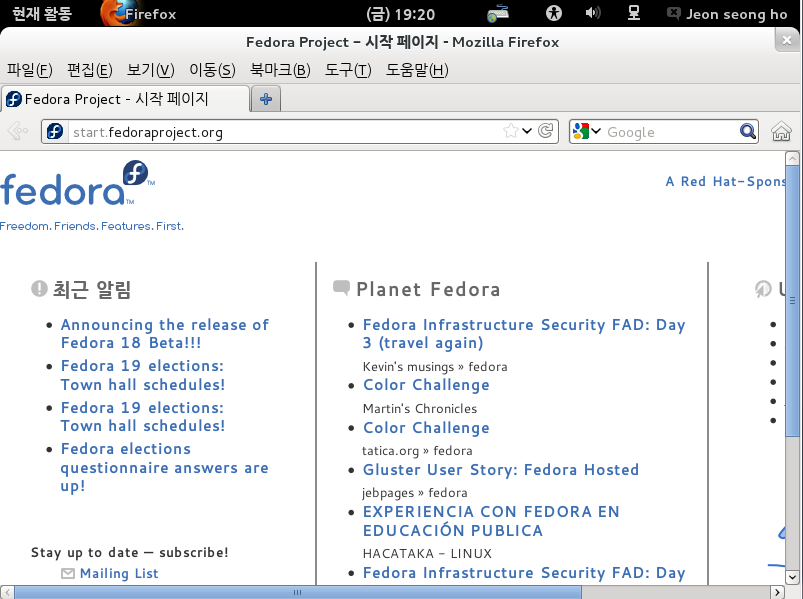 현재 활동 Firefox (금) 19:20 Jeon seong ho
Fedora Project - 시작 페이지 - Mozilla Firefox
파일(F) 편집(E) 보기(V) 이동(S) 북마크(B) 도구(T) 도움말(H)
Fedora Project - 시작 페이지
start.fedoraproject.org Google
fedora™
A Red Hat-Spons
Freedom. Friends. Features. First.
최근 알림
Announcing the release of
Fedora 18 Beta!!!
Fedora 19 elections:
Town hall schedules!
Fedora 19 elections:
Town hall schedules!
Fedora elections
questionnaire answers are
up!
Stay up to date — subscribe!
Mailing List
Planet Fedora
Fedora Infrastructure Security FAD: Day
3 (travel again)
Kevin's musings » fedora
Color Challenge
Martin's Chronicles
Color Challenge
tatica.org » fedora
Gluster User Story: Fedora Hosted
jebpages » fedora
EXPERIENCIA CON FEDORA EN
EDUCACIÓN PUBLICA
HACATAKA - LINUX
Fedora Infrastructure Security FAD: Day